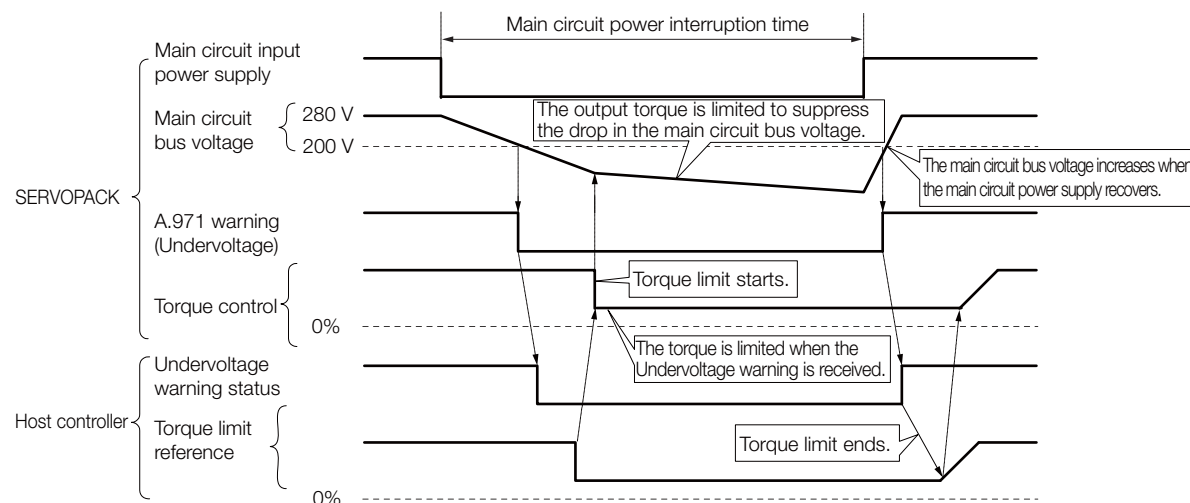 Main circuit power interruption time
Main circuit input
power supply
Main circuit
bus voltage
280 V
200 V
The output torque is limited to suppress
the drop in the main circuit bus voltage.
The main circuit bus voltage increases when
the main circuit power supply recovers.
SERVOPACK
A.971 warning
(Undervoltage)
Torque limit starts.
Torque control
0%
The torque is limited when the
Undervoltage warning is received.
Undervoltage
warning status
Host controller
Torque limit
reference
Torque limit ends.
0%